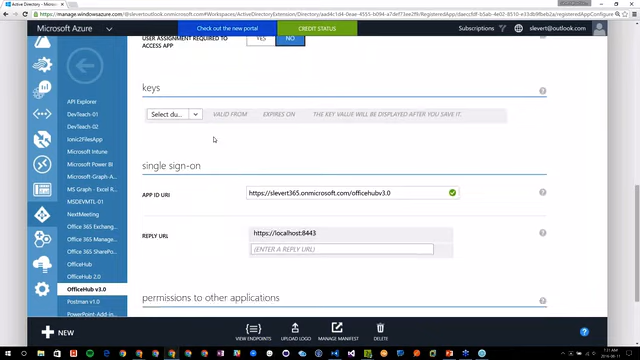 Active Directory - Microsoft
https://manage.windowsazure.com/@slevertoutlook.onmicrosoft.com#Workspaces/ActiveDirectoryExtension/Directory/
Microsoft Azure
Check out the new portal
CREDIT STATUS
Subscriptions
slevert@outlook.com
USER ASSIGNMENT REQUIRED TO ACCESS APP
YES
NO
keys
Select du...
VALID FROM
EXPIRES ON
THE KEY VALUE WILL BE DISPLAYED AFTER YOU SAVE IT.
single sign-on
APP ID URI
https://slevert365.onmicrosoft.com/officehubv3.0
REPLY URL
https://localhost:8443
(ENTER A REPLY URL)
permissions to other applications
API Explorer
DevTeach-01
DevTeach-02
Ionic2FilesApp
Microsoft Intune
Microsoft Power BI
Microsoft-Graph-A...
MS Graph - Excel R...
MSDEVMTL-01
NextMeeting
Office 365 Exchan...
Office 365 Manage...
Office 365 SharePo...
OfficeHub
OfficeHub 2.0
OfficeHub v3.0
Postman v1.0
PowerPoint-Add-in...
NEW
VIEW ENDPOINTS
UPLOAD LOGO
MANAGE MANIFEST
DELETE